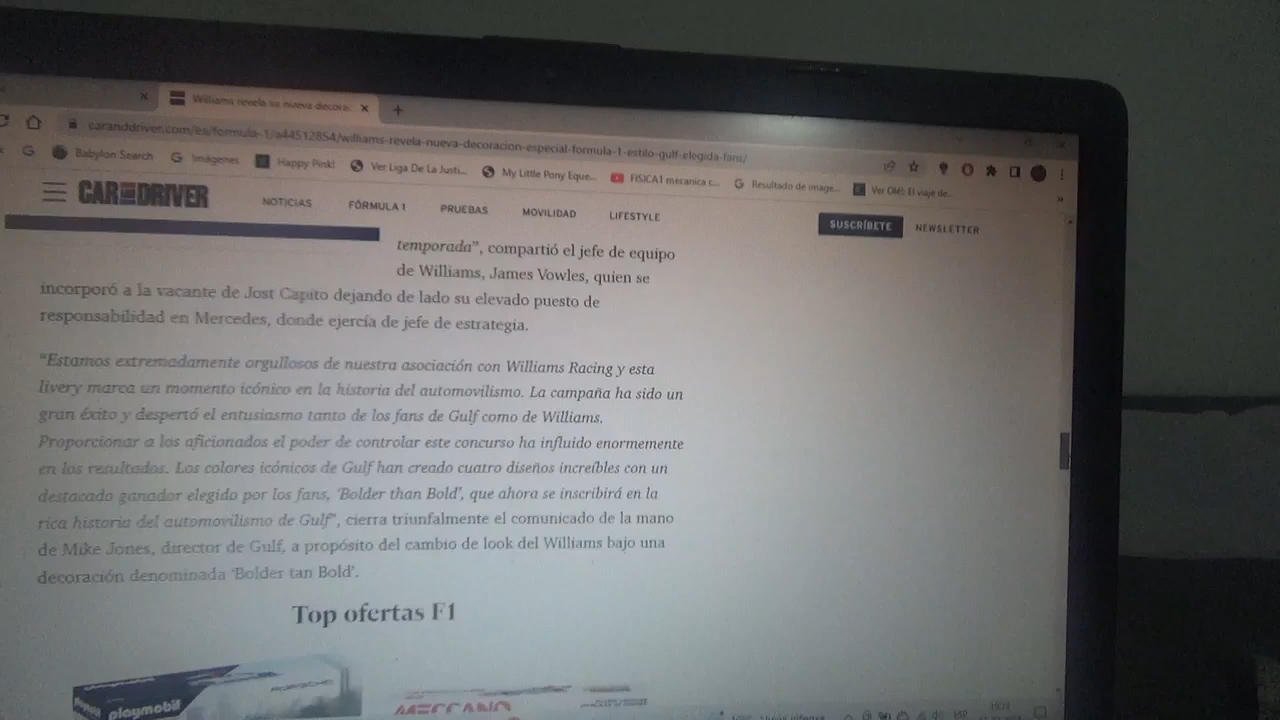 Williams revela su nueva decora
caranddriver.com/es/formula-1/a44512854/williams-revela-nueva-decoracion-especial-formula-1-estilo-gulf-elegida-fans/
Babylon Search Imágenes Happy Pink! Ver Liga De La Justi... My Little Pony Eque... FISICA1 mecanica c... Resultado de image... Ver Olé! El viaje de...
CAR AND DRIVER NOTICIAS FÓRMULA 1 PRUEBAS MOVILIDAD LIFESTYLE SUSCRÍBETE NEWSLETTER
temporada", compartió el jefe de equipo
de Williams, James Vowles, quien se
incorporó a la vacante de Jost Capito dejando de lado su elevado puesto de
responsabilidad en Mercedes, donde ejercía de jefe de estrategia.
"Estamos extremadamente orgullosos de nuestra asociación con Williams Racing y esta
livery marca un momento icónico en la historia del automovilismo. La campaña ha sido un
gran éxito y despertó el entusiasmo tanto de los fans de Gulf como de Williams.
Proporcionar a los aficionados el poder de controlar este concurso ha influido enormemente
en los resultados. Los colores icónicos de Gulf han creado cuatro diseños increíbles con un
destacado ganador elegido por los fans, 'Bolder than Bold', que ahora se inscribirá en la
rica historia del automovilismo de Gulf", cierra triunfalmente el comunicado de la mano
de Mike Jones, director de Gulf, a propósito del cambio de look del Williams bajo una
decoración denominada 'Bolder tan Bold'.
Top ofertas F1
playmobil PORSCHE
MECCANO
ESP